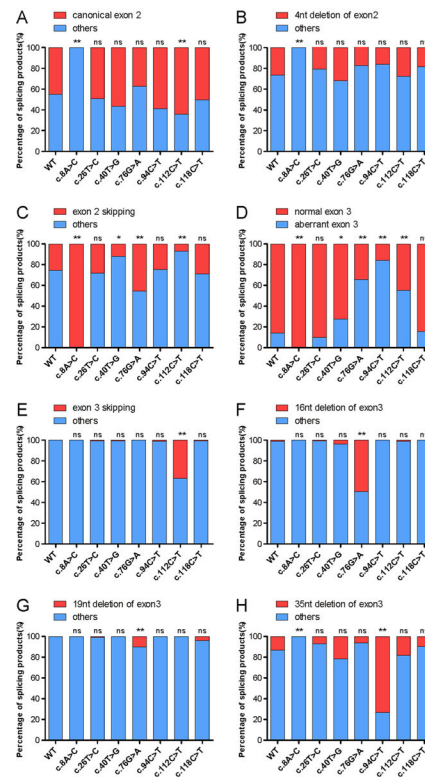 A
canonical exon 2
others
** ns ns ns ns ** ns
Percentage of splicing products(%)
100
80
60
40
20
0
WT c.8A>C c.26T>C c.40T>G c.76G>A c.94C>T c.112C>T c.118C>T
B
4nt deletion of exon2
others
** ns ns ns ns ns ns
Percentage of splicing products(%)
100
80
60
40
20
0
WT c.8A>C c.26T>C c.40T>G c.76G>A c.94C>T c.112C>T c.118C>T
C
exon 2 skipping
others
** ns * ** ns ** ns
Percentage of splicing products(%)
100
80
60
40
20
0
WT c.8A>C c.26T>C c.40T>G c.76G>A c.94C>T c.112C>T c.118C>T
D
normal exon 3
aberrant exon 3
** ns * ** ** ** ns
Percentage of splicing products(%)
100
80
60
40
20
0
WT c.8A>C c.26T>C c.40T>G c.76G>A c.94C>T c.112C>T c.118C>T
E
exon 3 skipping
others
ns ns ns ns ns ** ns
Percentage of splicing products(%)
100
80
60
40
20
0
WT c.8A>C c.26T>C c.40T>G c.76G>A c.94C>T c.112C>T c.118C>T
F
16nt deletion of exon3
others
ns ns ns ** ns ns ns
Percentage of splicing products(%)
100
80
60
40
20
0
WT c.8A>C c.26T>C c.40T>G c.76G>A c.94C>T c.112C>T c.118C>T
G
19nt deletion of exon3
others
ns ns ns ** ns ns ns
Percentage of splicing products(%)
100
80
60
40
20
0
WT c.8A>C c.26T>C c.40T>G c.76G>A c.94C>T c.112C>T c.118C>T
H
35nt deletion of exon3
others
** ns ns ns ** ns ns
Percentage of splicing products(%)
100
80
60
40
20
0
WT c.8A>C c.26T>C c.40T>G c.76G>A c.94C>T c.112C>T c.118C>T